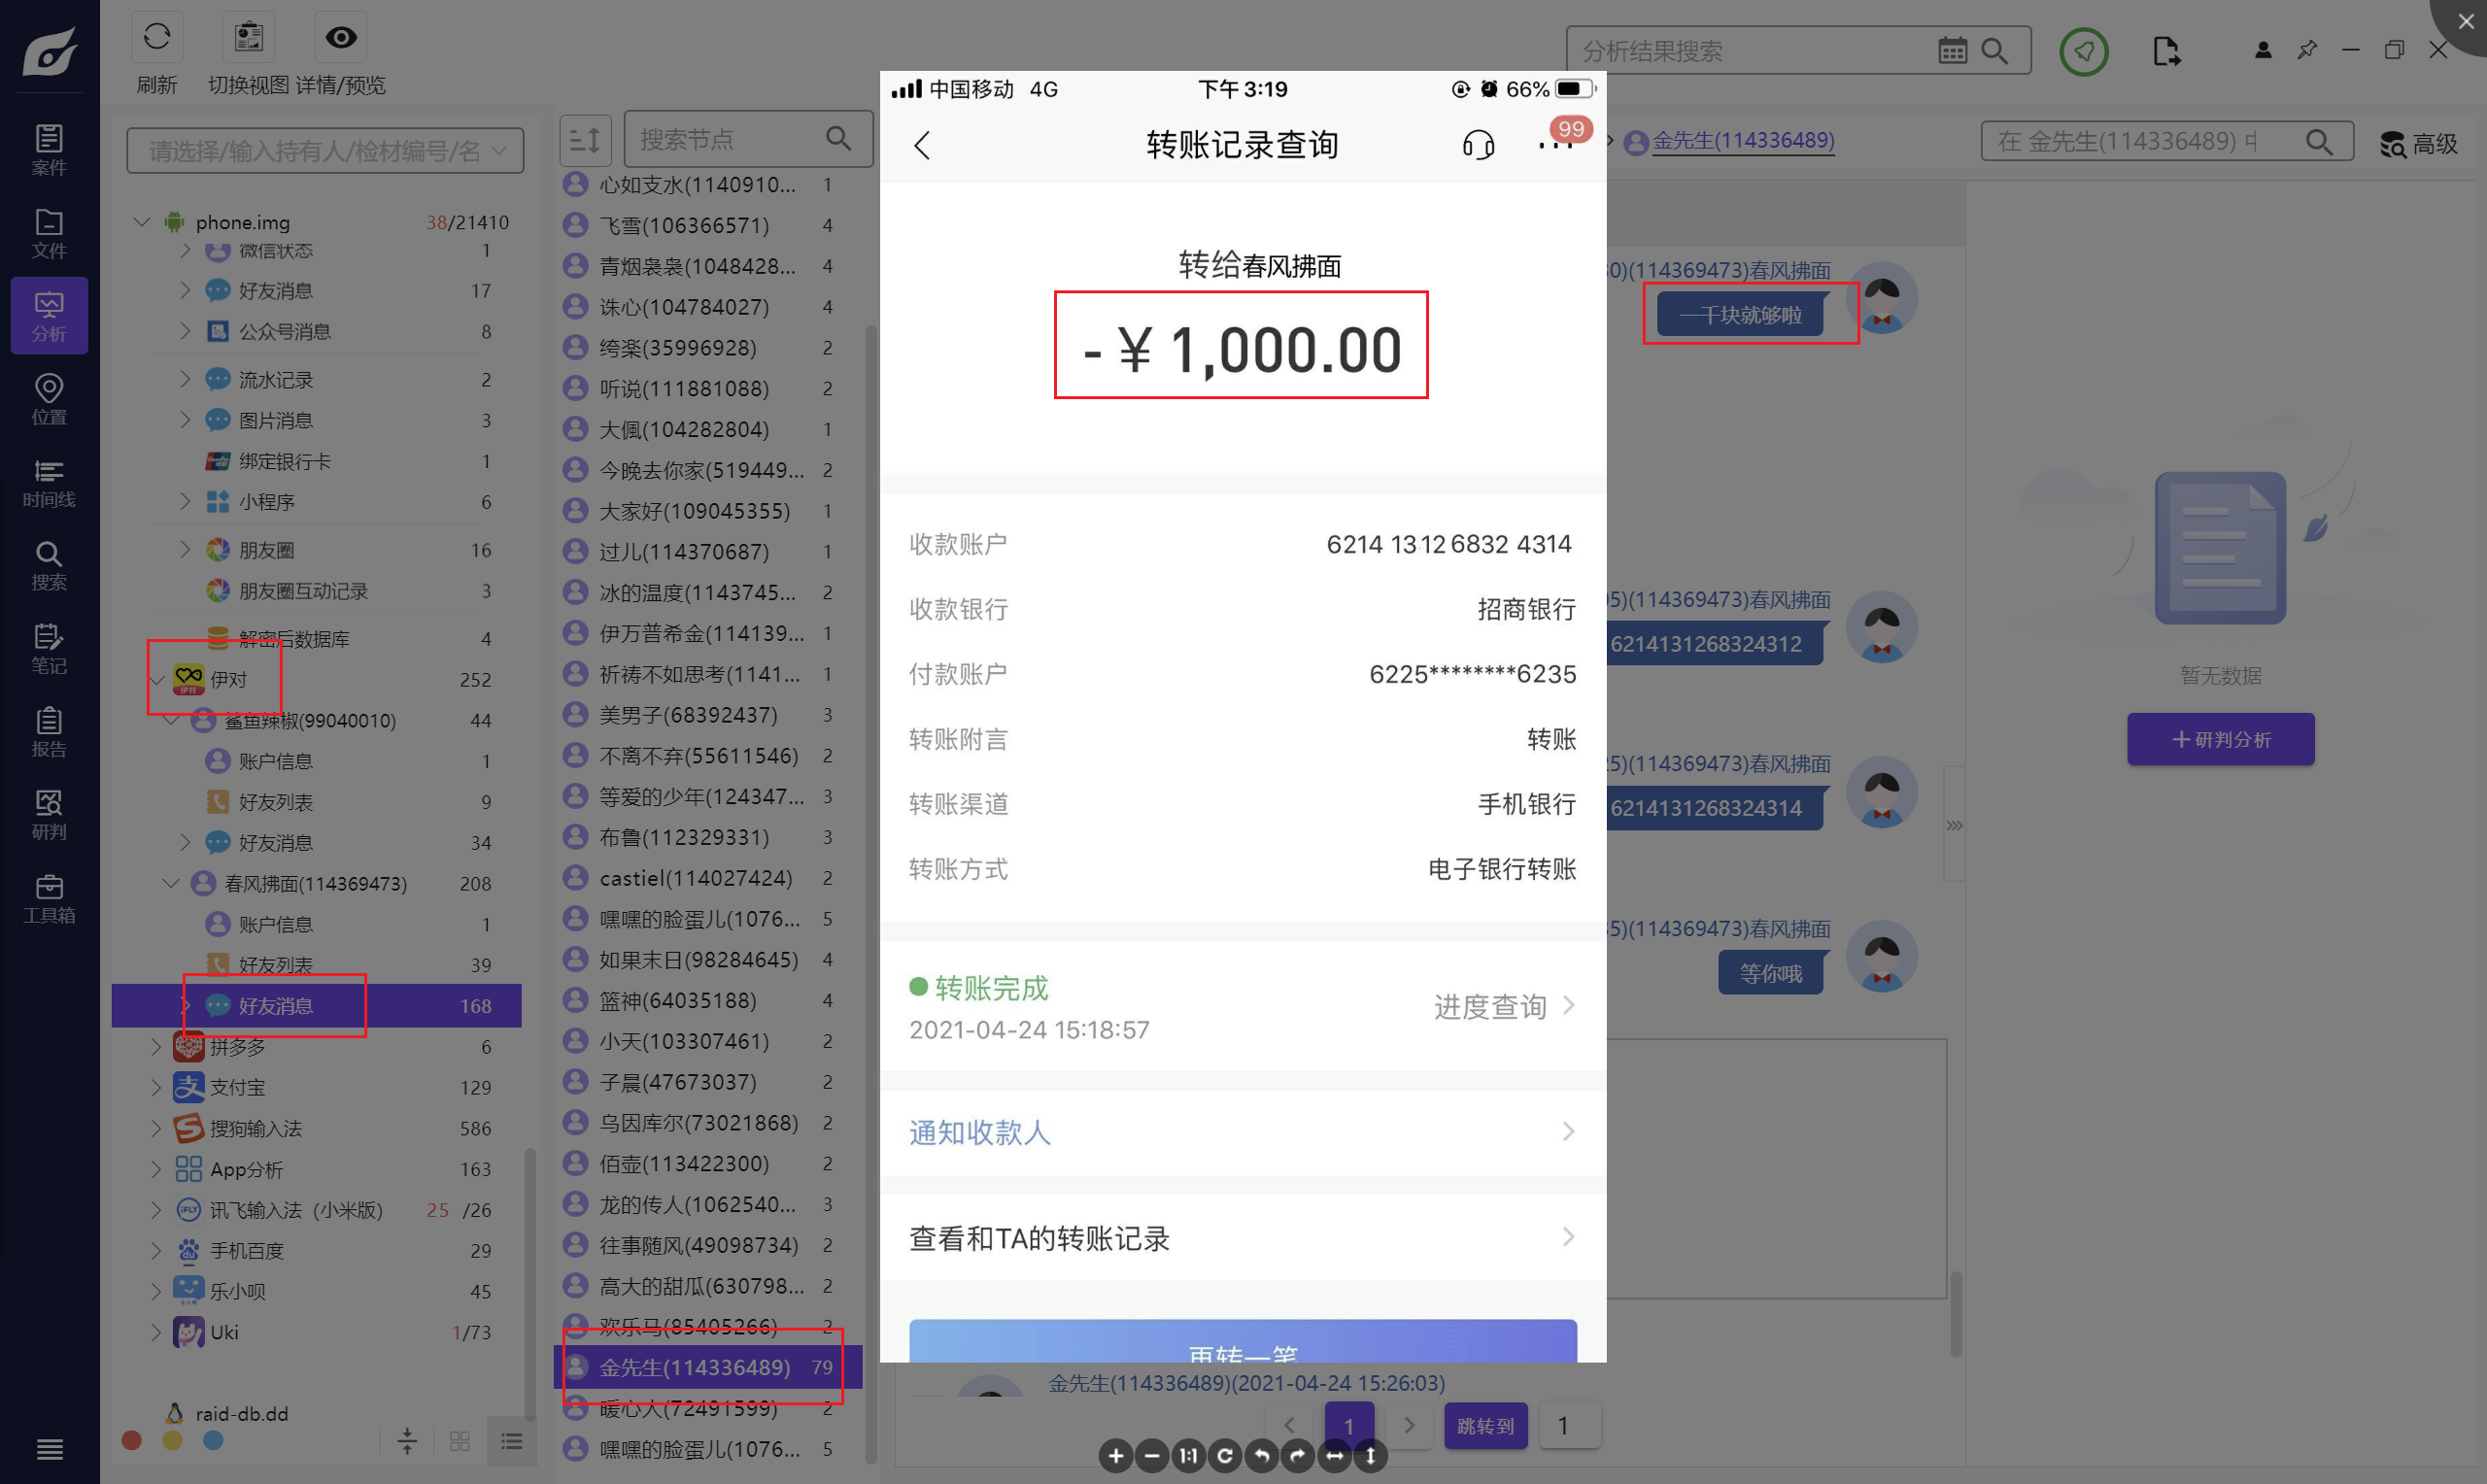 刷新
切换视图
详情/预览
分析结果搜索
案件
文件
分析
位置
时间线
搜索
笔记
报告
研判
工具箱
请选择/输入持有人/检材编号/名
phone.img 38/21410
微信状态 1
好友消息 17
公众号消息 8
流水记录 2
图片消息 3
绑定银行卡 1
小程序 6
朋友圈 16
朋友圈互动记录 3
解密后数据库 4
伊对 252
鲨鱼辣椒(99040010) 44
账户信息 1
好友列表 9
好友消息 34
春风拂面(114369473) 208
账户信息 1
好友列表 39
好友消息 168
拼多多 6
支付宝 129
搜狗输入法 586
App分析 163
讯飞输入法（小米版） 25 /26
手机百度 29
乐小呗 45
Uki 1/73
raid-db.dd
搜索节点
心如支水(1140910... 1
飞雪(106366571) 4
青烟袅袅(1048428... 4
诛心(104784027) 4
绔楽(35996928) 2
听说(111881088) 2
大佩(104282804) 1
今晚去你家(519449... 2
大家好(109045355) 1
过儿(114370687) 1
冰的温度(1143745... 2
伊万普希金(114139... 1
祈祷不如思考(1141... 1
美男子(68392437) 3
不离不弃(55611546) 2
等爱的少年(124347... 3
布鲁(112329331) 3
castiel(114027424) 2
嘿嘿的脸蛋儿(1076... 5
如果末日(98284645) 4
篮神(64035188) 4
小天(103307461) 2
子晨(47673037) 2
乌因库尔(73021868) 2
佰壶(113422300) 2
龙的传人(1062540... 3
往事随风(49098734) 2
高大的甜瓜(630798... 2
欢乐马(85405266) 2
金先生(114336489) 79
暖心人(72491599) 2
嘿嘿的脸蛋儿(1076... 5
中国移动 4G 下午3:19 66%
转账记录查询 99
转给春风拂面
-¥1,000.00
收款账户 6214 1312 6832 4314
收款银行 招商银行
付款账户 6225********6235
转账附言 转账
转账渠道 手机银行
转账方式 电子银行转账
转账完成
2021-04-24 15:18:57
进度查询
通知收款人
查看和TA的转账记录
再转一笔
金先生(114336489)(2021-04-24 15:26:03)
1
跳转到 1
1:1
金先生(114336489)
在 金先生(114336489) 中
高级
0)(114369473)春风拂面
一千块就够啦
5)(114369473)春风拂面
6214131268324312
5)(114369473)春风拂面
6214131268324314
5)(114369473)春风拂面
等你哦
暂无数据
+研判分析